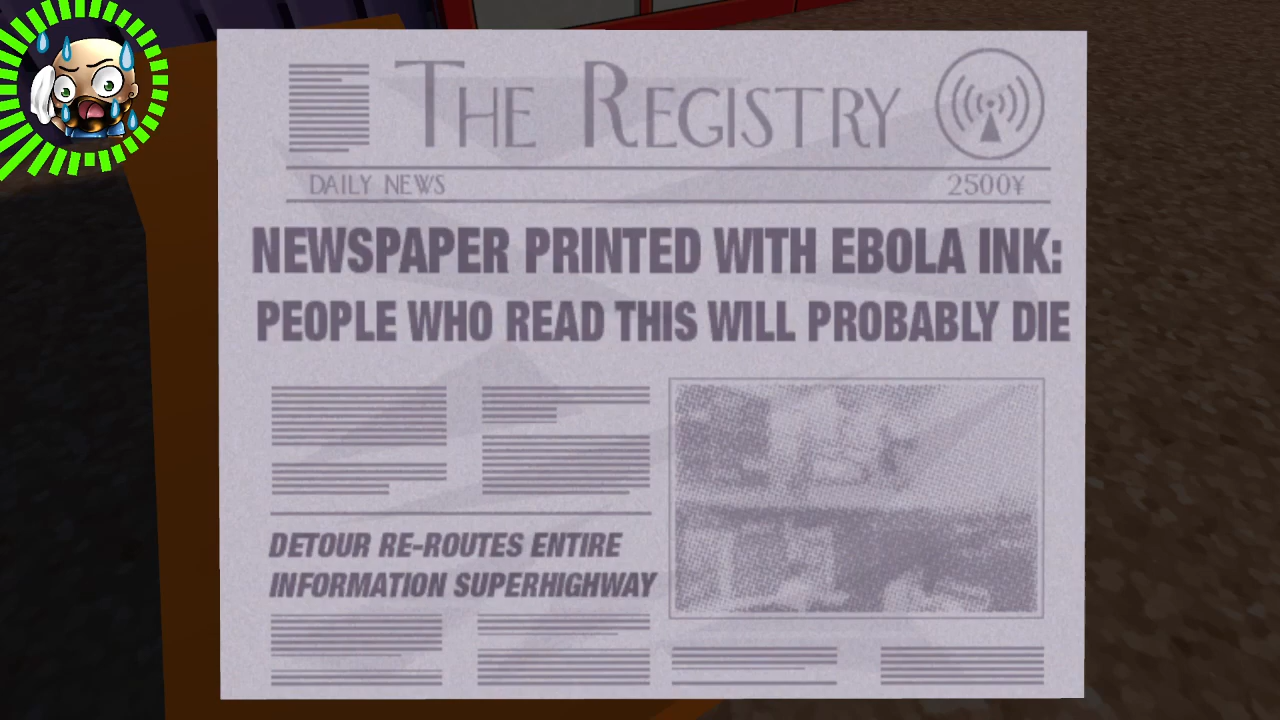 THE REGISTRY
DAILY NEWS
2500¥
NEWSPAPER PRINTED WITH EBOLA INK:
PEOPLE WHO READ THIS WILL PROBABLY DIE
DETOUR RE-ROUTES ENTIRE
INFORMATION SUPERHIGHWAY